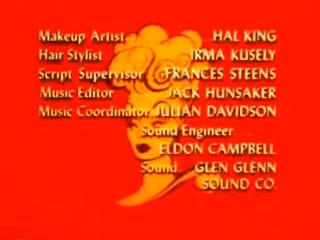 Makeup Artist HAL KING
Hair Stylist IRMA KUSELY
Script Supervisor FRANCES STEENS
Music Editor JACK HUNSAKER
Music Coordinator JULIAN DAVIDSON
Sound Engineer
ELDON CAMPBELL
Sound GLEN GLENN
SOUND CO.